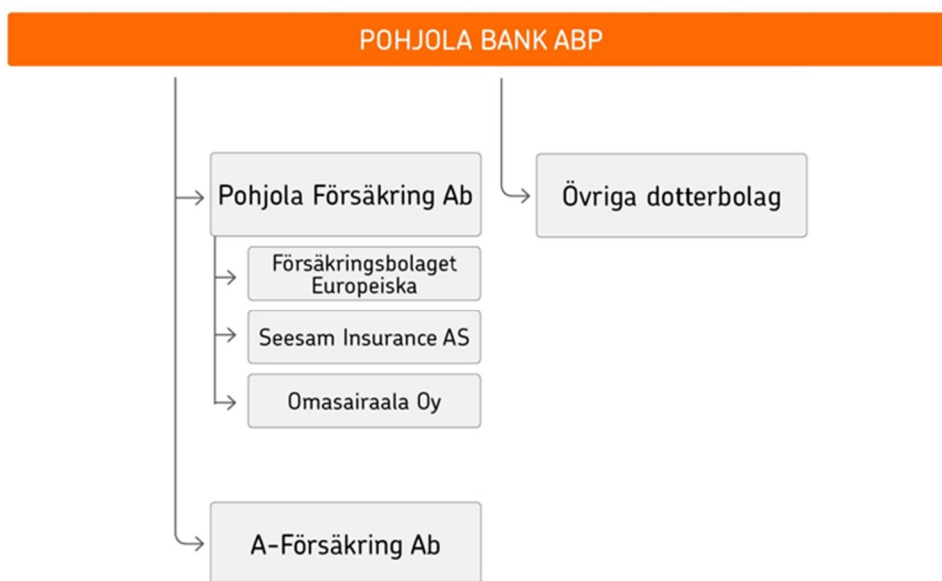 POHJOLA BANK ABP
Pohjola Försäkring Ab
Övriga dotterbolag
Försäkringsbolaget
Europeiska
Seesam Insurance AS
Omasairaala Oy
A-Försäkring Ab